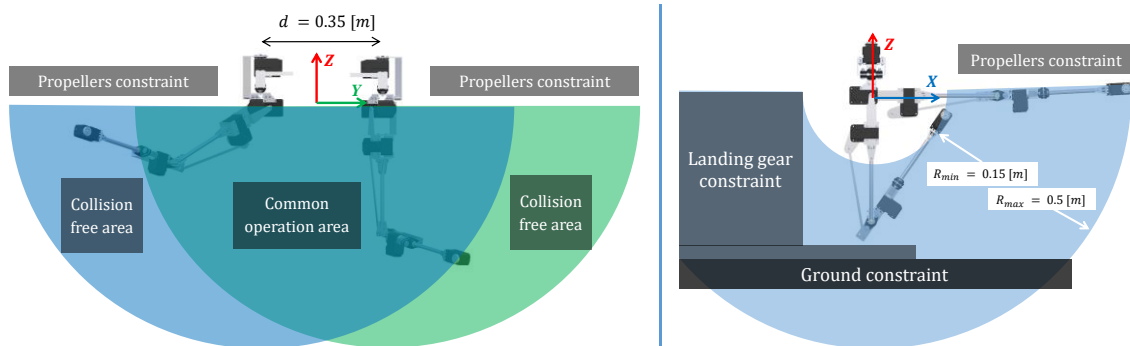 d = 0.35 [m]
Propellers constraint
Z
Y
Propellers constraint
Collision
free area
Common
operation area
Collision
free area
Z
X
Propellers constraint
Landing gear
constraint
R_min = 0.15 [m]
R_max = 0.5 [m]
Ground constraint